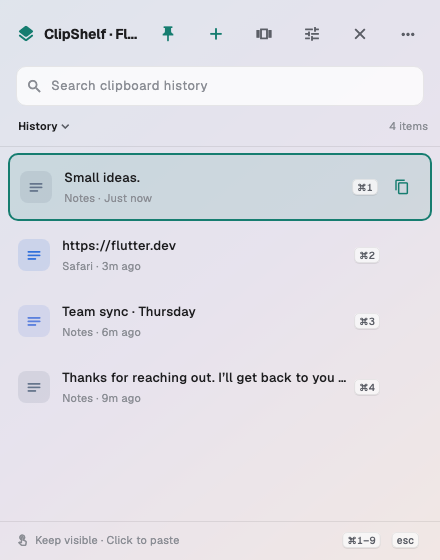 ClipShelf · Fl...
Search clipboard history
History
4 items
Small ideas.
Notes · Just now
⌘1
https://flutter.dev
Safari · 3m ago
⌘2
Team sync · Thursday
Notes · 6m ago
⌘3
Thanks for reaching out. I’ll get back to you ...
Notes · 9m ago
⌘4
Keep visible · Click to paste
⌘1–9
esc